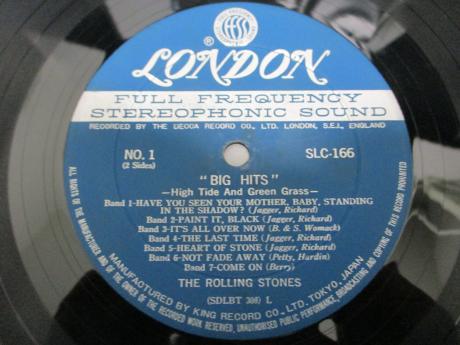 ®
LONDON
FULL FREQUENCY
STEREOPHONIC SOUND
RECORDED BY THE DECCA RECORD CO., LTD. LONDON, S.E.I., ENGLAND
NO. 1
(2 Sides)
SLC-166
"BIG HITS"
—High Tide And Green Grass—
Band 1-HAVE YOU SEEN YOUR MOTHER, BABY, STANDING
IN THE SHADOW? (Jagger, Richard)
Band 2-PAINT IT, BLACK (Jagger, Richard)
Band 3-IT'S ALL OVER NOW (B. & S. Womack)
Band 4-THE LAST TIME (Jagger, Richard)
Band 5-HEART OF STONE (Jagger, Richard)
Band 6-NOT FADE AWAY (Petty, Hardin)
Band 7-COME ON (Berry)
THE ROLLING STONES
(SDLBT 306) L
MANUFACTURED BY KING RECORD CO., LTD. TOKYO, JAPAN
ALL RIGHTS OF THE MANUFACTURER AND OF THE OWNER OF THE RECORDED WORK RESERVED, UNAUTHORISED PUBLIC PERFORMANCE, BROADCASTING AND COPYING OF THIS RECORD PROHIBITED